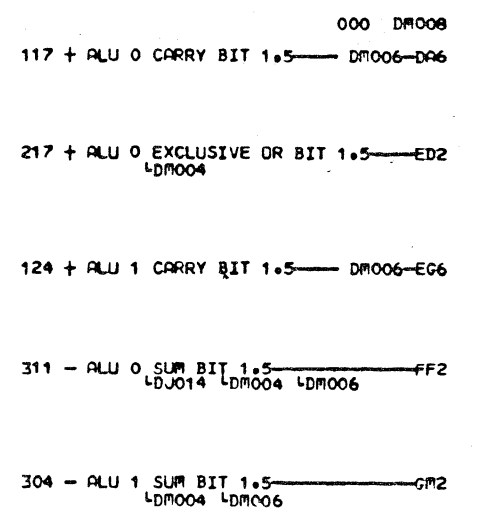 000 DM008
117 + ALU 0 CARRY BIT 1.5 DM006-DA6
217 + ALU 0 EXCLUSIVE OR BIT 1.5 ED2
DM004
124 + ALU 1 CARRY BIT 1.5 DM006-EG6
311 - ALU 0 SUM BIT 1.5 FF2
DJ014 DM004 DM006
304 - ALU 1 SUM BIT 1.5 GM2
DM004 DM006